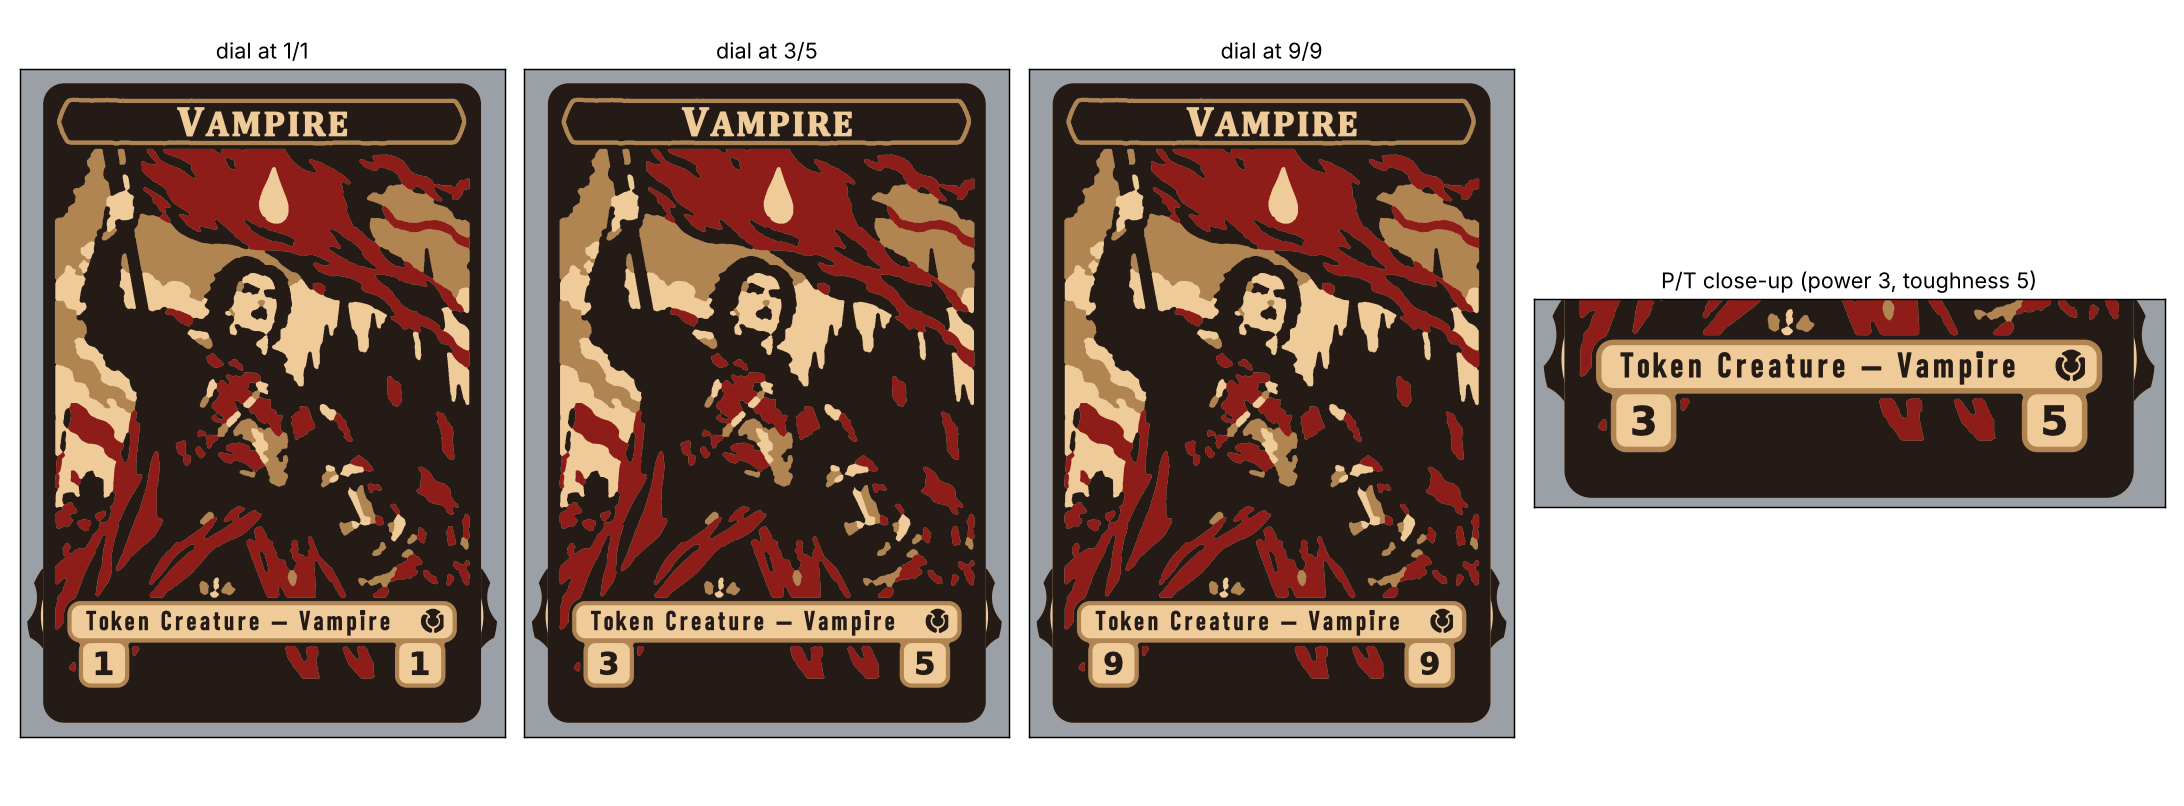 dial at 1/1
VAMPIRE
Token Creature — Vampire
1 1
dial at 3/5
VAMPIRE
Token Creature — Vampire
3 5
dial at 9/9
VAMPIRE
Token Creature — Vampire
9 9
P/T close-up (power 3, toughness 5)
Token Creature — Vampire
3 5